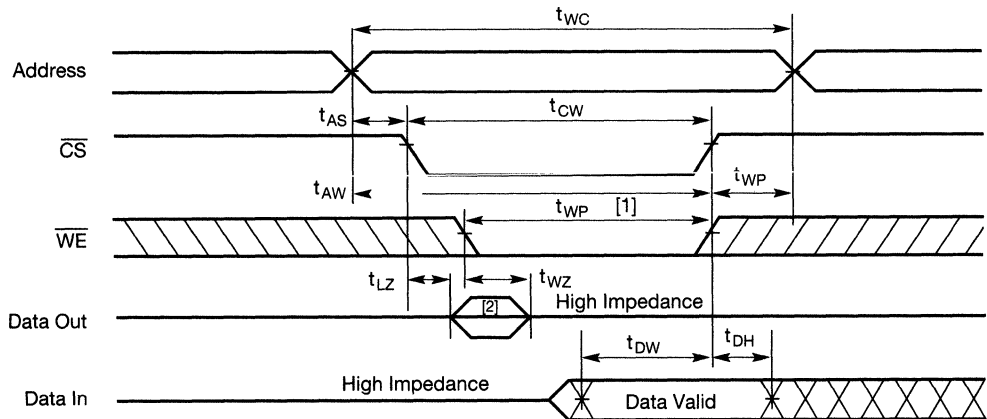 tWC
Address
tAS
tCW
CS
tAW
tWP
tWP [1]
WE
tLZ
tWZ
[2]
High Impedance
Data Out
tDW
tDH
High Impedance
Data In
Data Valid